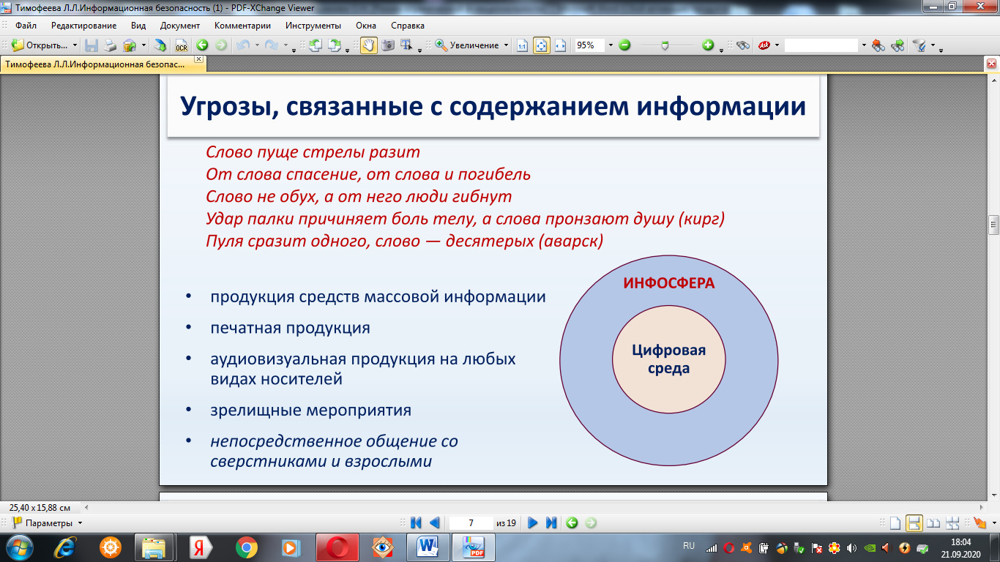 Тимофеева Л.Л.Информационная безопасность (1) - PDF-XChange Viewer
Файл Редактирование Вид Документ Комментарии Инструменты Окна Справка
Открыть... OCR Увеличение 95% Ask
Тимофеева Л.Л.Информационная безопас...
Угрозы, связанные с содержанием информации
Слово пуще стрелы разит
От слова спасение, от слова и погибель
Слово не обух, а от него люди гибнут
Удар палки причиняет боль телу, а слова пронзают душу (кирг)
Пуля сразит одного, слово — десятерых (аварск)
• продукция средств массовой информации
• печатная продукция
• аудиовизуальная продукция на любых
видах носителей
• зрелищные мероприятия
• непосредственное общение со
сверстниками и взрослыми
ИНФОСФЕРА
Цифровая
среда
25,40 x 15,88 см
Параметры 7 из 19
RU
18:04
21.09.2020